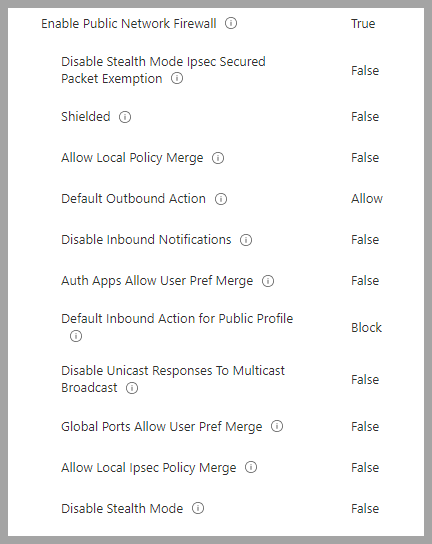 Enable Public Network Firewall True
Disable Stealth Mode Ipsec Secured
Packet Exemption False
Shielded False
Allow Local Policy Merge False
Default Outbound Action Allow
Disable Inbound Notifications False
Auth Apps Allow User Pref Merge False
Default Inbound Action for Public Profile Block
Disable Unicast Responses To Multicast
Broadcast False
Global Ports Allow User Pref Merge False
Allow Local Ipsec Policy Merge False
Disable Stealth Mode False